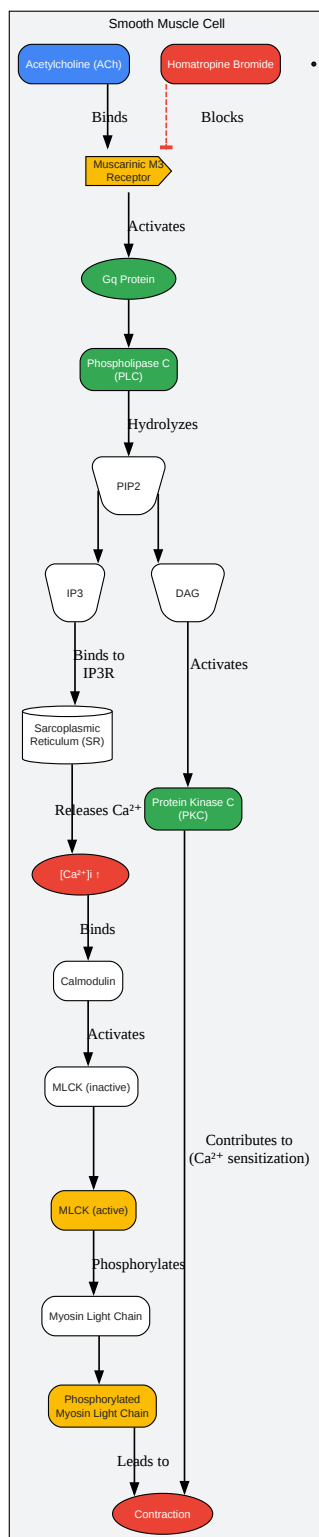 Smooth Muscle Cell
Acetylcholine (ACh)
Homatropine Bromide
Binds
Blocks
Muscarinic M3
Receptor
Activates
Gq Protein
Phospholipase C
(PLC)
Hydrolyzes
PIP2
IP3
DAG
Binds to
IP3R
Activates
Sarcoplasmic
Reticulum (SR)
Releases Ca²⁺
Protein Kinase C
(PKC)
[Ca²⁺]i ↑
Binds
Calmodulin
Activates
MLCK (inactive)
Contributes to
(Ca²⁺ sensitization)
MLCK (active)
Phosphorylates
Myosin Light Chain
Phosphorylated
Myosin Light Chain
Leads to
Contraction